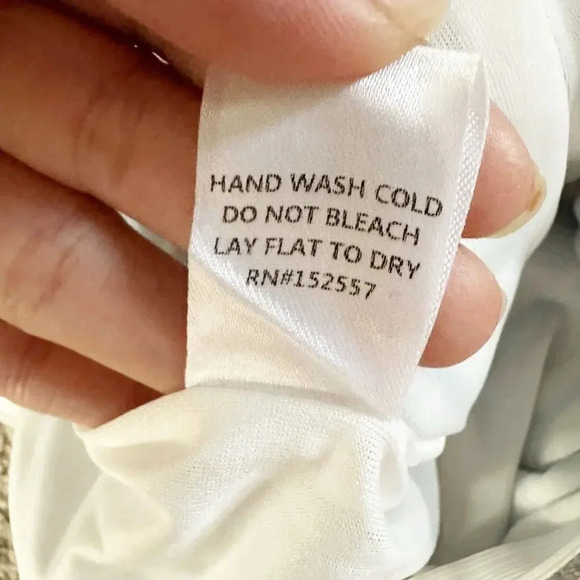 HAND WASH COLD
DO NOT BLEACH
LAY FLAT TO DRY
RN#152557